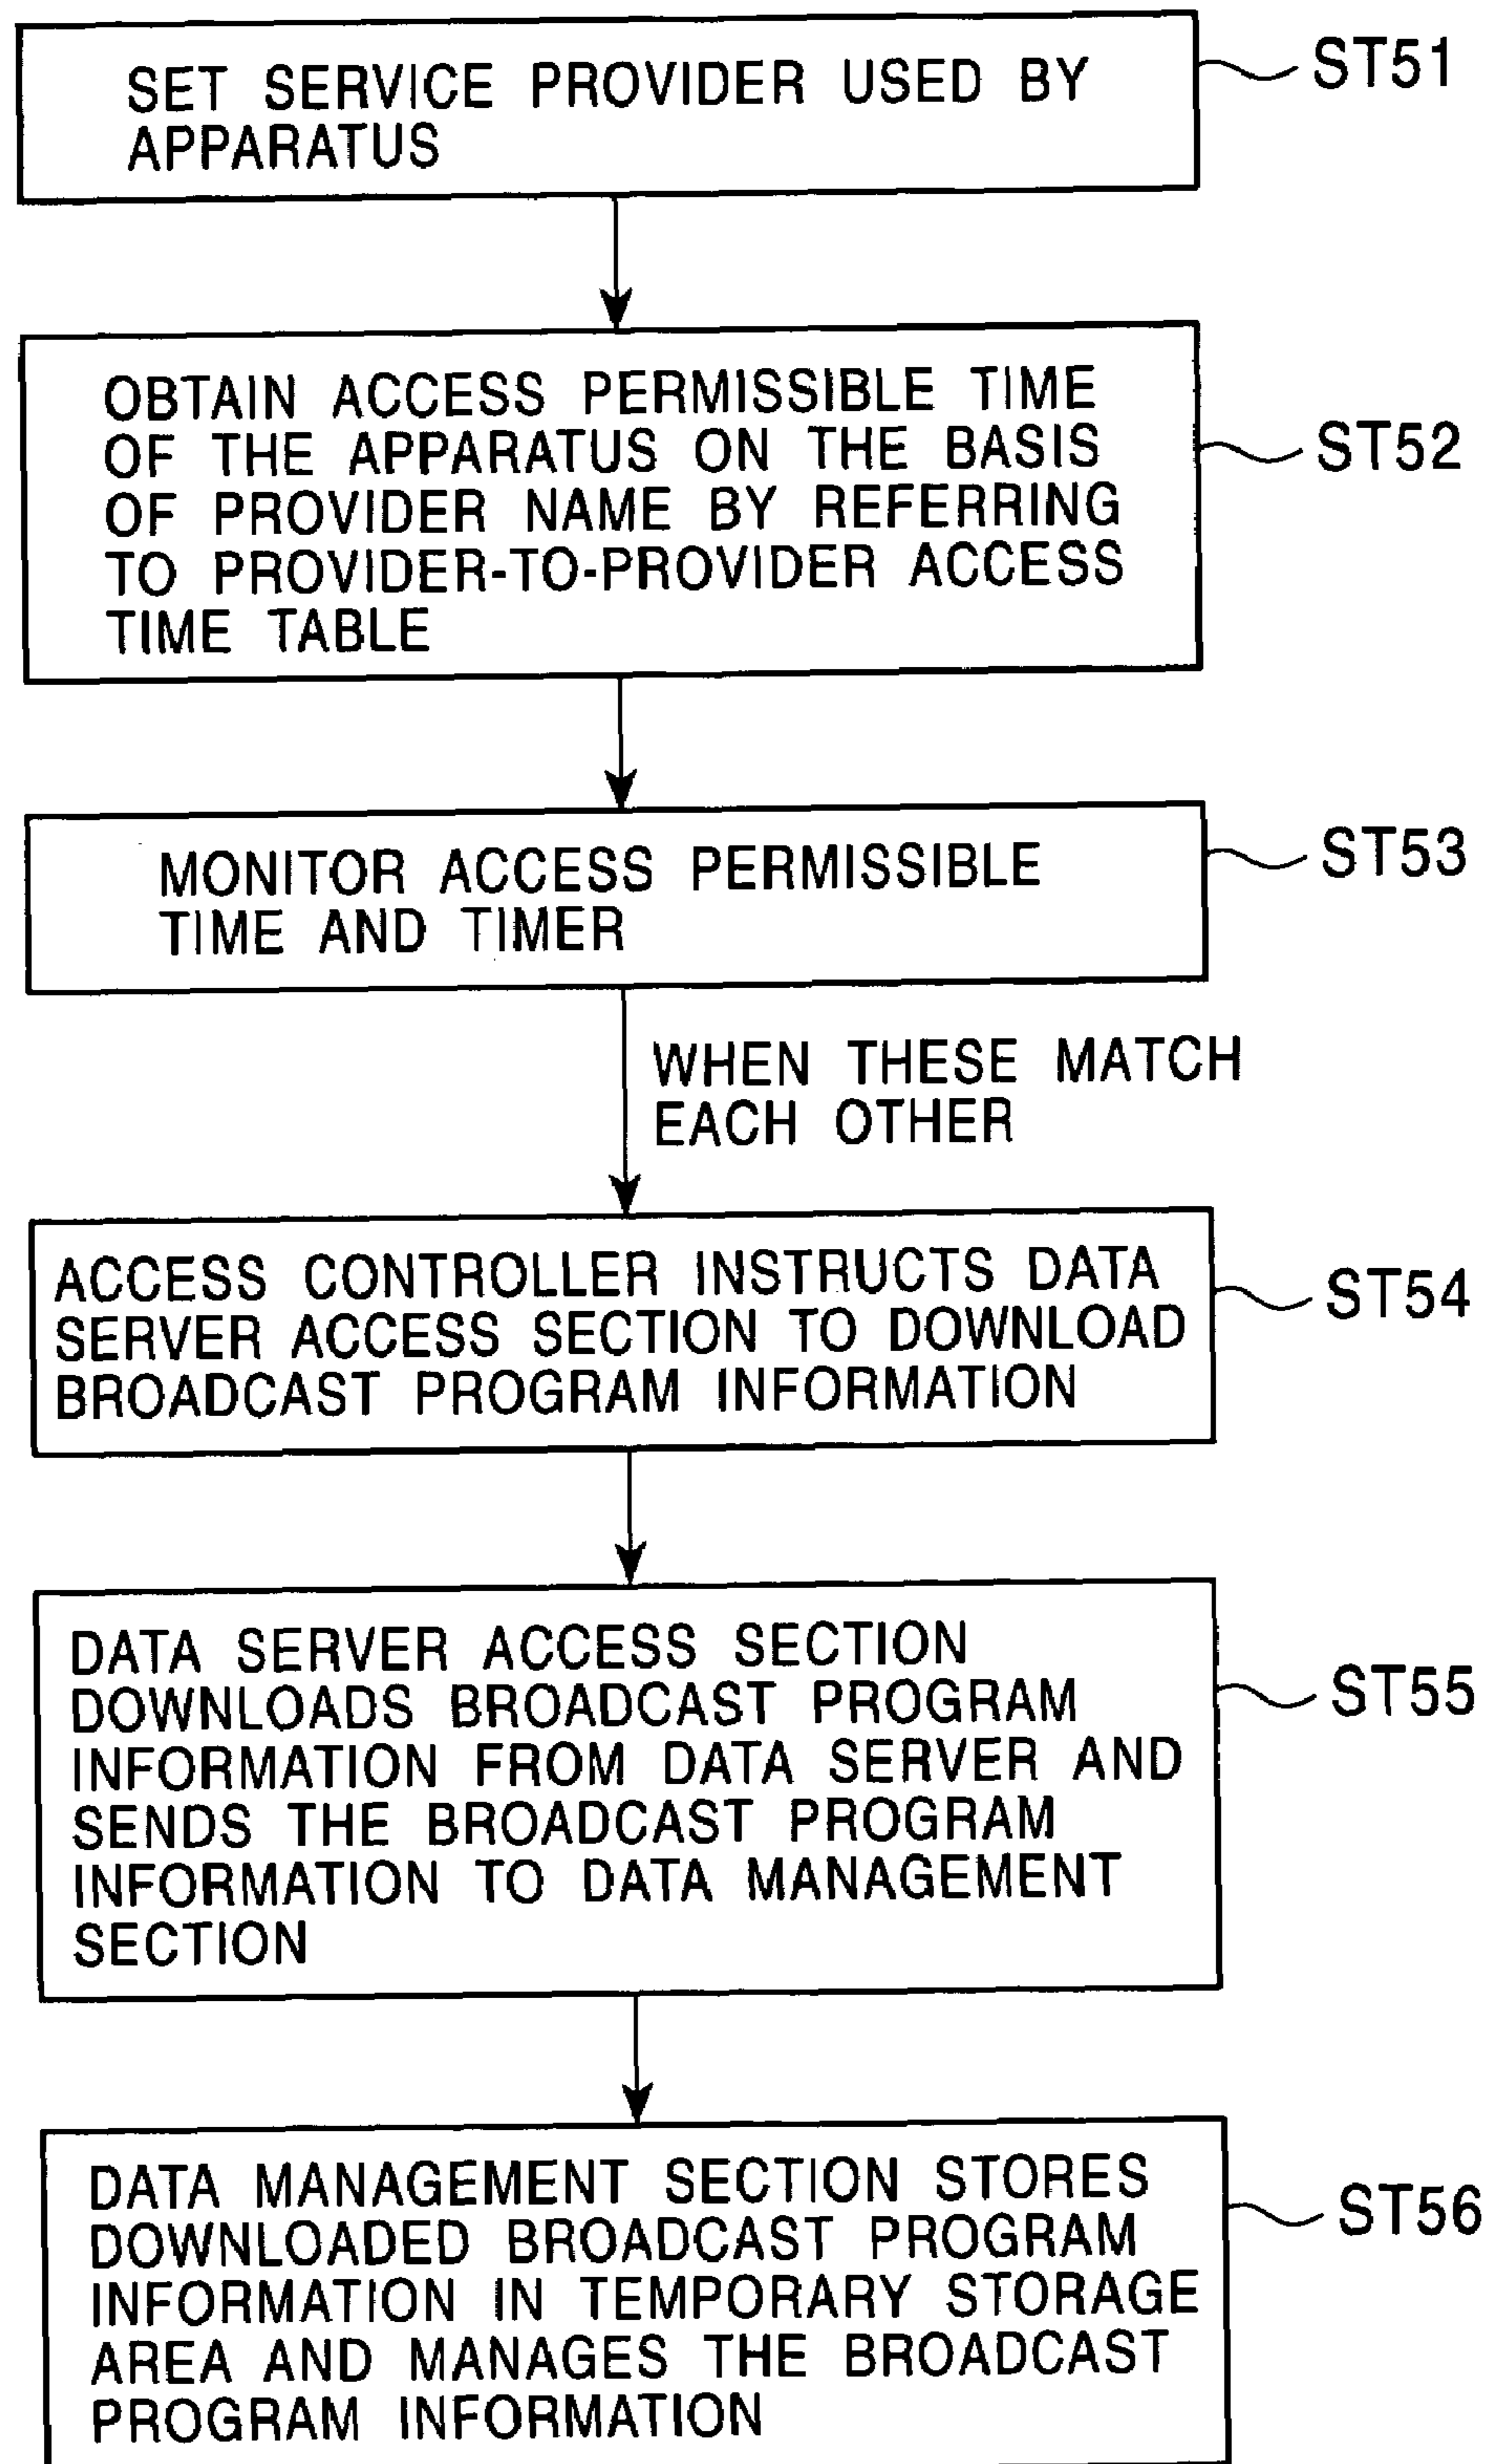 SET SERVICE PROVIDER USED BY
APPARATUS
ST51
OBTAIN ACCESS PERMISSIBLE TIME
OF THE APPARATUS ON THE BASIS
OF PROVIDER NAME BY REFERRING
TO PROVIDER-TO-PROVIDER ACCESS
TIME TABLE
ST52
MONITOR ACCESS PERMISSIBLE
TIME AND TIMER
ST53
WHEN THESE MATCH
EACH OTHER
ACCESS CONTROLLER INSTRUCTS DATA
SERVER ACCESS SECTION TO DOWNLOAD
BROADCAST PROGRAM INFORMATION
ST54
DATA SERVER ACCESS SECTION
DOWNLOADS BROADCAST PROGRAM
INFORMATION FROM DATA SERVER AND
SENDS THE BROADCAST PROGRAM
INFORMATION TO DATA MANAGEMENT
SECTION
ST55
DATA MANAGEMENT SECTION STORES
DOWNLOADED BROADCAST PROGRAM
INFORMATION IN TEMPORARY STORAGE
AREA AND MANAGES THE BROADCAST
PROGRAM INFORMATION
ST56